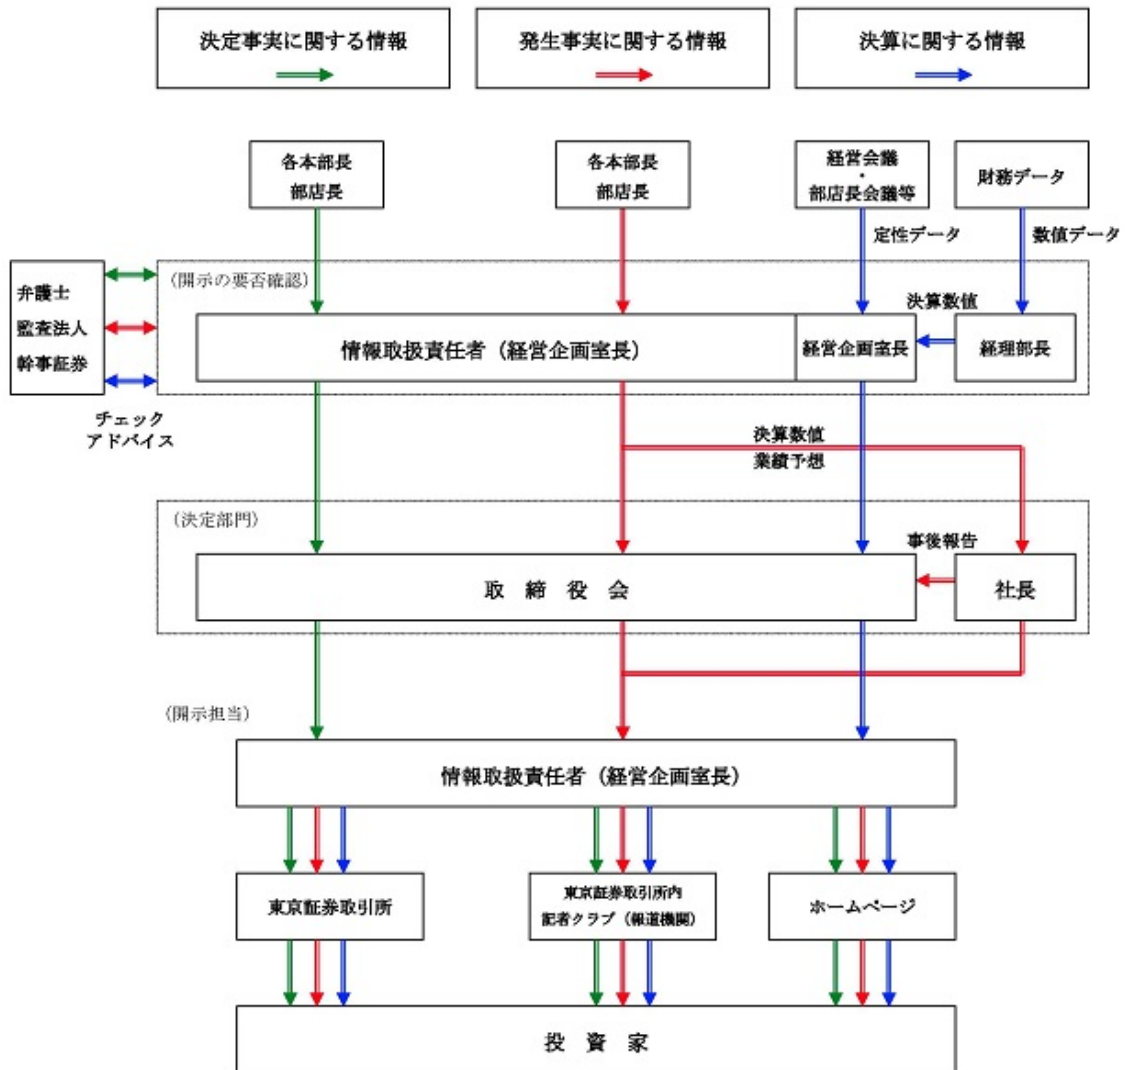 決定事実に関する情報
発生事実に関する情報
決算に関する情報
各本部長
部店長
各本部長
部店長
経営会議
・
部店長会議等
財務データ
定性データ
数値データ
弁護士
監査法人
幹事証券
チェック
アドバイス
(開示の要否確認)
情報取扱責任者(経営企画室長)
経営企画室長
決算数値
経理部長
決算数値
業績予想
(決定部門)
取 締 役 会
事後報告
社長
(開示担当)
情報取扱責任者(経営企画室長)
東京証券取引所
東京証券取引所内
記者クラブ(報道機関)
ホームページ
投 資 家